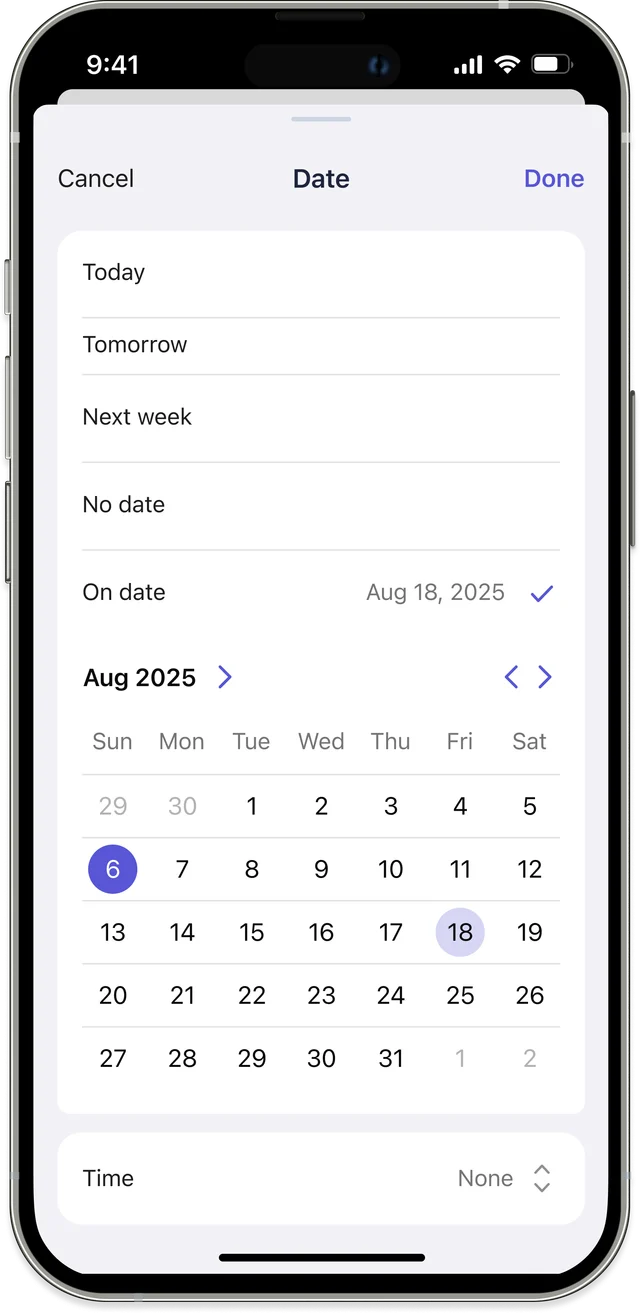 9:41
Cancel Date Done
Today
Tomorrow
Next week
No date
On date Aug 18, 2025
Aug 2025
Sun Mon Tue Wed Thu Fri Sat
29 30 1 2 3 4 5
6 7 8 9 10 11 12
13 14 15 16 17 18 19
20 21 22 23 24 25 26
27 28 29 30 31 1 2
Time None